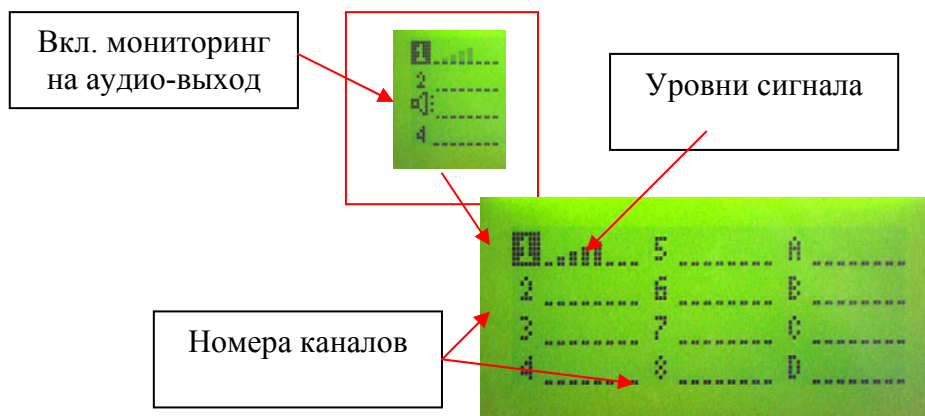 Вкл. мониторинг
на аудио-выход
1
2
4
Уровни сигнала
1 5 A
2 6 B
3 7 C
4 8 D
Номера каналов